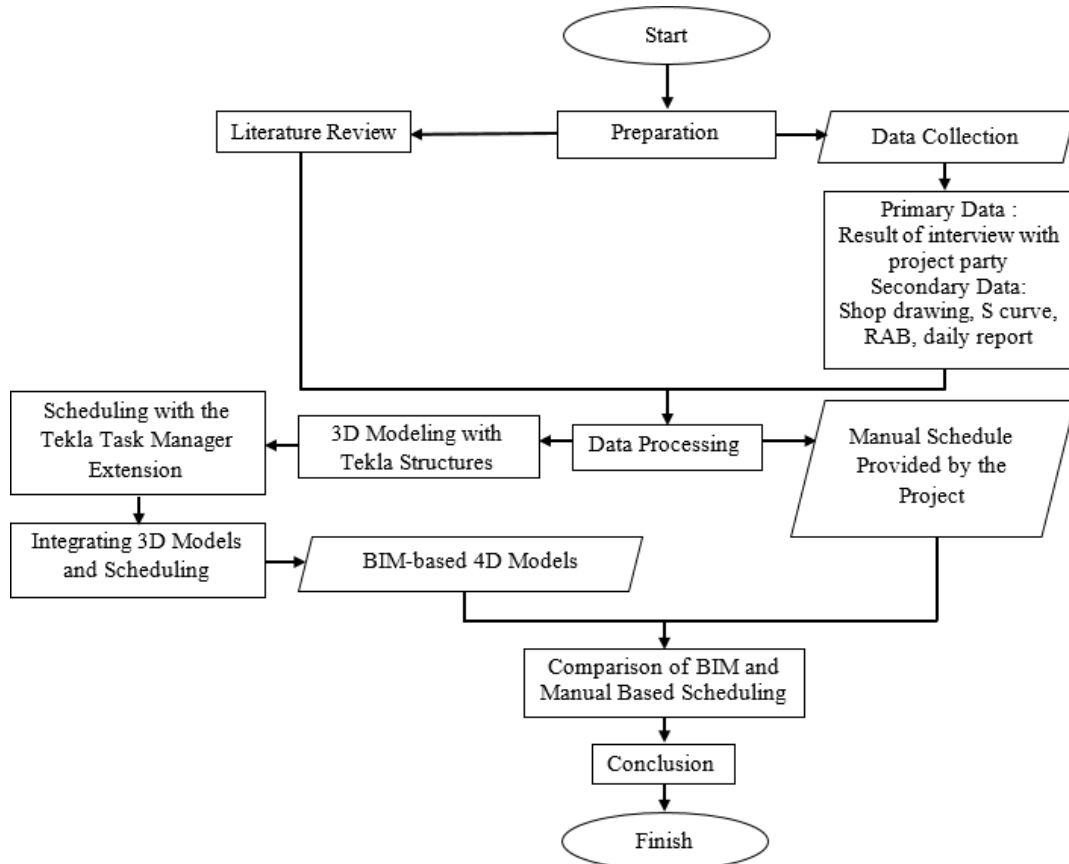 Start
Literature Review
Preparation
Data Collection
Primary Data :
Result of interview with
project party
Secondary Data:
Shop drawing, S curve,
RAB, daily report
Scheduling with the
Tekla Task Manager
Extension
3D Modeling with
Tekla Structures
Data Processing
Manual Schedule
Provided by the
Project
Integrating 3D Models
and Scheduling
BIM-based 4D Models
Comparison of BIM and
Manual Based Scheduling
Conclusion
Finish